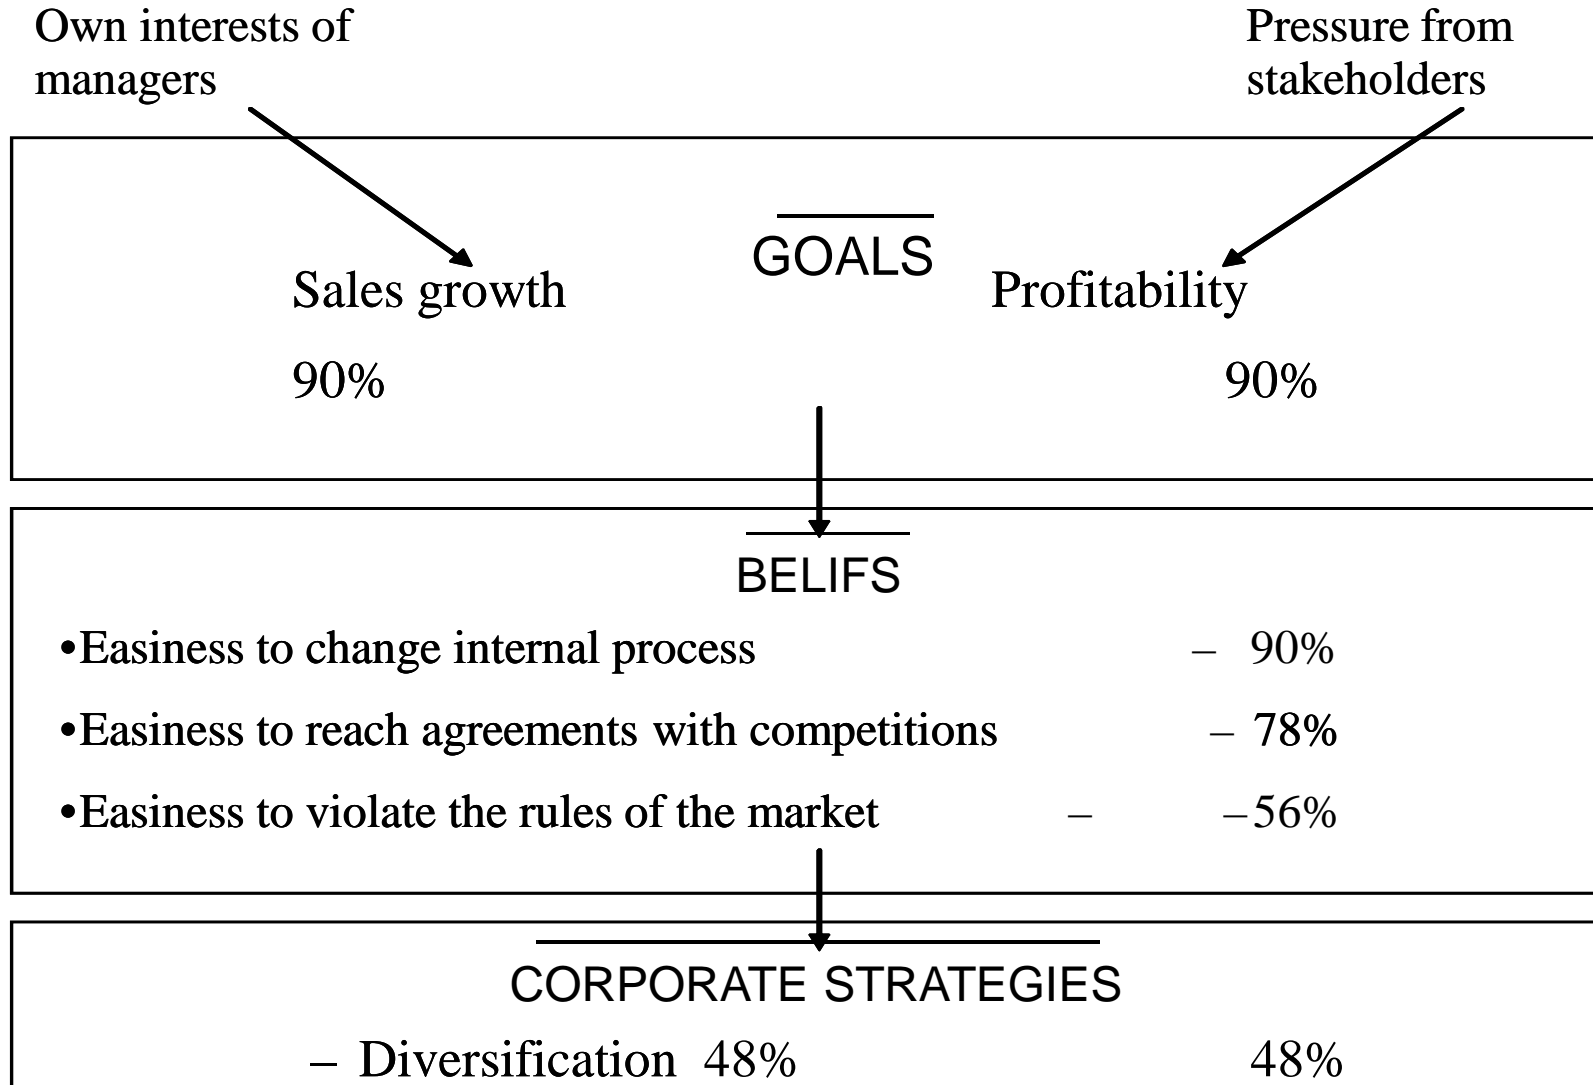 Own interests of
managers
Pressure from
stakeholders
GOALS
Sales growth
Profitability
90%
90%
BELIFS
•Easiness to change internal process – 90%
•Easiness to reach agreements with competitions – 78%
•Easiness to violate the rules of the market – –56%
CORPORATE STRATEGIES
– Diversification 48% 48%